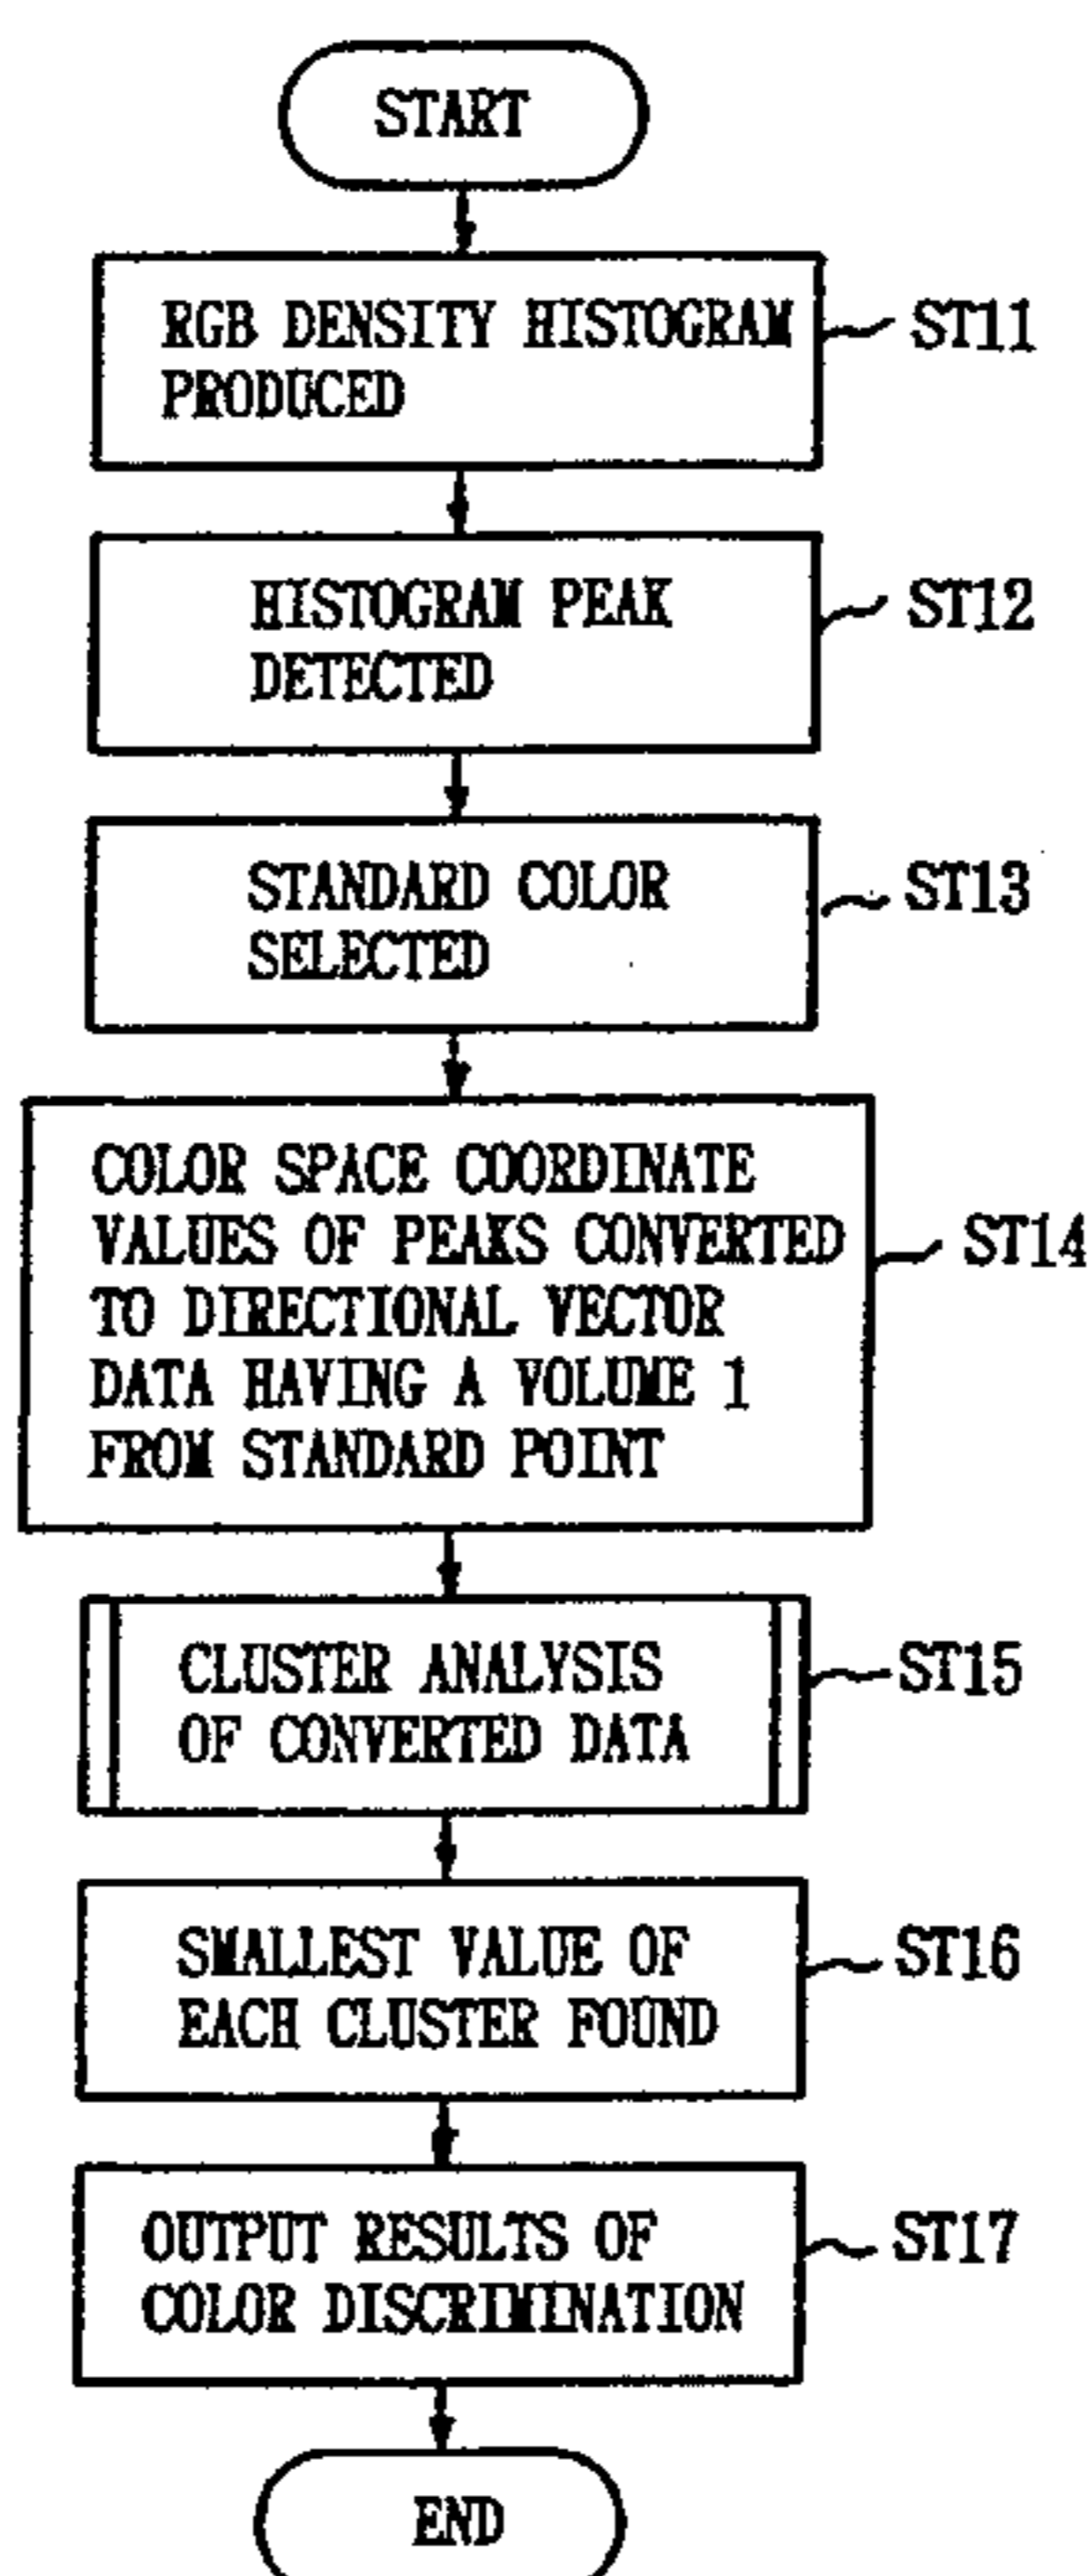 START
RGB DENSITY HISTOGRAM
PRODUCED
ST11
HISTOGRAM PEAK
DETECTED
ST12
STANDARD COLOR
SELECTED
ST13
COLOR SPACE COORDINATE
VALUES OF PEAKS CONVERTED
TO DIRECTIONAL VECTOR
DATA HAVING A VOLUME 1
FROM STANDARD POINT
ST14
CLUSTER ANALYSIS
OF CONVERTED DATA
ST15
SMALLEST VALUE OF
EACH CLUSTER FOUND
ST16
OUTPUT RESULTS OF
COLOR DISCRIMINATION
ST17
END